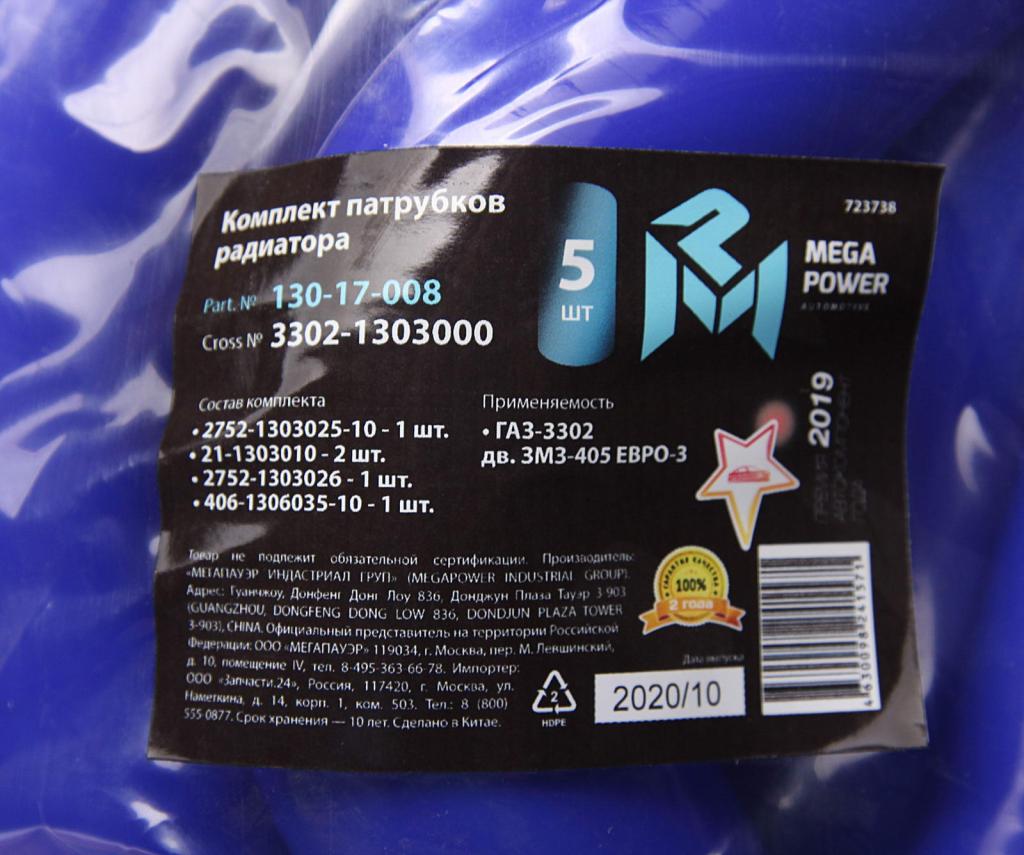 Комплект патрубков
радиатора
Part. № 130-17-008
Cross № 3302-1303000
5
шт
723738
MEGA
POWER
AUTOMOTIVE
Состав комплекта
• 2752-1303025-10 - 1 шт.
• 21-1303010 - 2 шт.
• 2752-1303026 - 1 шт.
• 406-1306035-10 - 1 шт.
Применяемость
• ГАЗ-3302
дв. ЗМЗ-405 ЕВРО-3
2019
Товар не подлежит обязательной сертификации. Производитель:
«МЕГАПАУЭР ИНДАСТРИАЛ ГРУП» (MEGAPOWER INDUSTRIAL GROUP).
Адрес: Гуанчжоу, Донфенг Донг Лоу 836, Донджун Плаза Тауэр 3-903
(GUANGZHOU, DONGFENG DONG LOW 836, DONDJUN PLAZA TOWER
3-903), CHINA. Официальный представитель на территории Российской
Федерации: ООО «МЕГАПАУЭР» 119034, г. Москва, пер. М. Левшинский,
д. 10, помещение IV, тел. 8-495-363-66-78. Импортер:
ООО «Запчасти.24», Россия, 117420, г. Москва, ул.
Наметкина, д. 14, корп. 1, ком. 503. Тел.: 8 (800)
555-0877. Срок хранения — 10 лет. Сделано в Китае.
ГАРАНТИЯ КАЧЕСТВА
100%
2 года
2
HDPE
Дата выпуска
2020/10